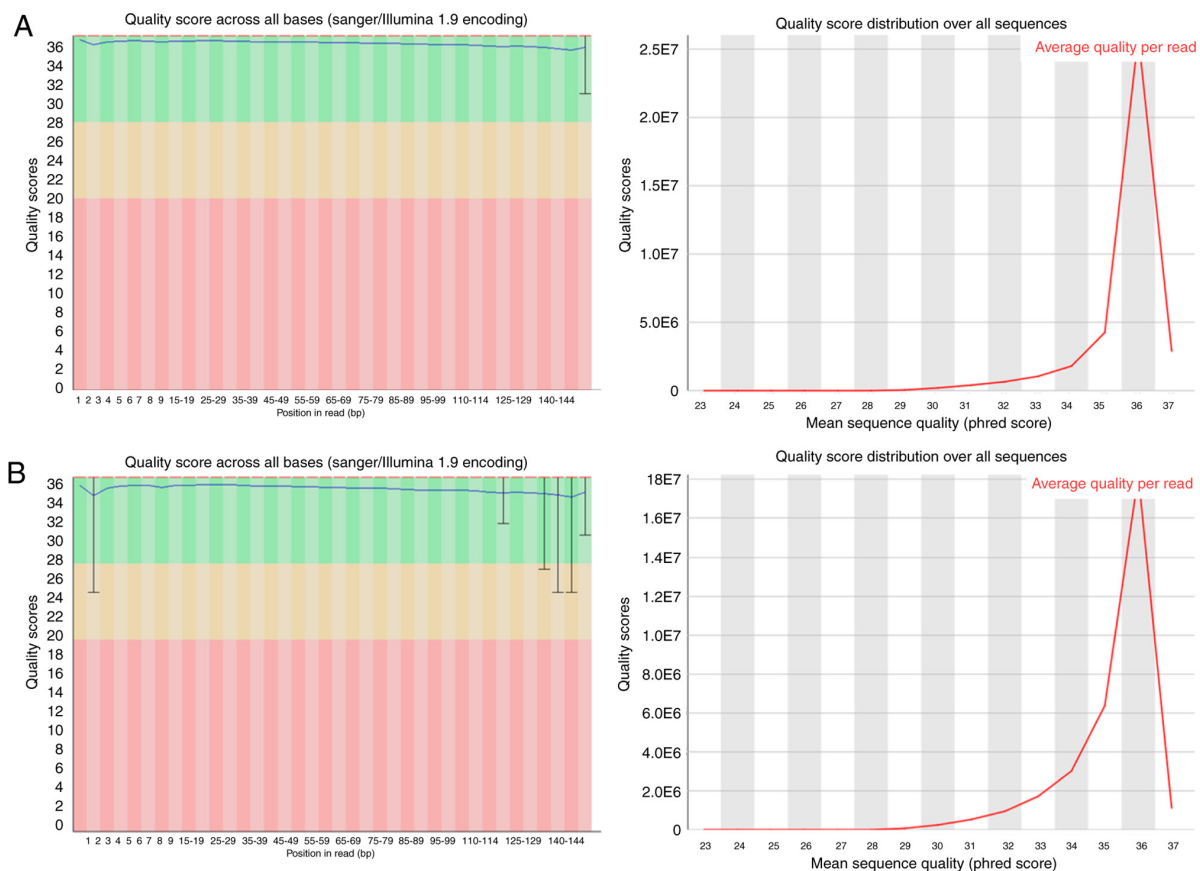 A
Quality score across all bases (sanger/Illumina 1.9 encoding)
Quality scores
36
34
32
30
28
26
24
22
20
18
16
14
12
10
8
6
4
2
0
1 2 3 4 5 6 7 8 9 15-19 25-29 35-39 45-49 55-59 65-69 75-79 85-89 95-99 110-114 125-129 140-144
Position in read (bp)
Quality score distribution over all sequences
Average quality per read
Quality scores
2.5E7
2.0E7
1.5E7
1.0E7
5.0E6
0
23 24 25 26 27 28 29 30 31 32 33 34 35 36 37
Mean sequence quality (phred score)
B
Quality score across all bases (sanger/Illumina 1.9 encoding)
Quality scores
36
34
32
30
28
26
24
22
20
18
16
14
12
10
8
6
4
2
0
1 2 3 4 5 6 7 8 9 15-19 25-29 35-39 45-49 55-59 65-69 75-79 85-89 95-99 110-114 125-129 140-144
Position in read (bp)
Quality score distribution over all sequences
Average quality per read
Quality scores
18E7
1.6E7
1.4E7
1.2E7
1.0E7
8.0E6
6.0E6
4.0E6
2.0E6
0
23 24 25 26 27 28 29 30 31 32 33 34 35 36 37
Mean sequence quality (phred score)